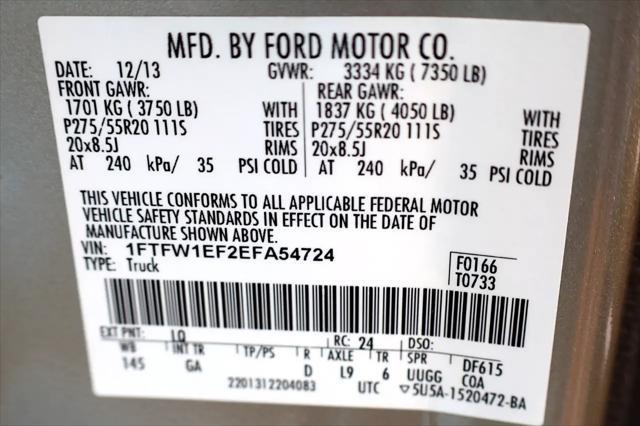 MFD. BY FORD MOTOR CO.
DATE: 12/13 GVWR: 3334 KG ( 7350 LB)
FRONT GAWR: REAR GAWR:
1701 KG ( 3750 LB) WITH 1837 KG ( 4050 LB) WITH
P275/55R20 111S TIRES P275/55R20 111S TIRES
20x8.5J RIMS 20x8.5J RIMS
AT 240 kPa/ 35 PSI COLD AT 240 kPa/ 35 PSI COLD
THIS VEHICLE CONFORMS TO ALL APPLICABLE FEDERAL MOTOR
VEHICLE SAFETY STANDARDS IN EFFECT ON THE DATE OF
MANUFACTURE SHOWN ABOVE.
VIN: 1FTFW1EF2EFA54724 F0166
TYPE: Truck T0733
EXT PNT: LQ RC: 24 DSO:
WB INT TR TP/PS R AXLE TR SPR DF615
145 GA D L9 6 UUGG COA
2201312204083 UTC ▽5U5A-1520472-BA